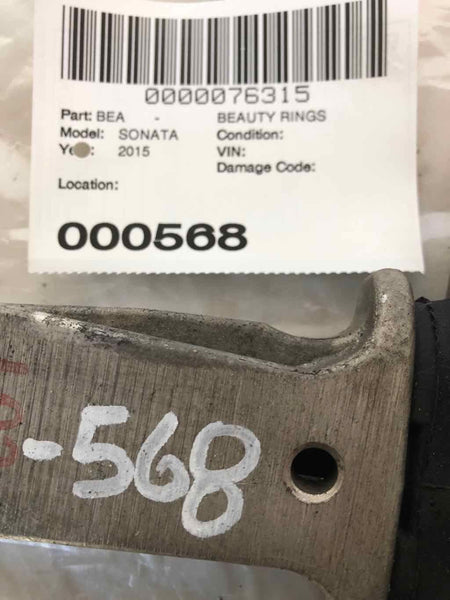 0000076315
Part: BEA - BEAUTY RINGS
Model: SONATA Condition:
2015 VIN:
Damage Code:
Location:
000568
-568